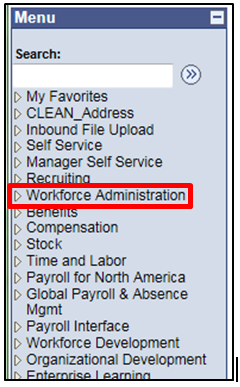 Menu
Search:
My Favorites
CLEAN_Address
Inbound File Upload
Self Service
Manager Self Service
Recruiting
Workforce Administration
Benefits
Compensation
Stock
Time and Labor
Payroll for North America
Global Payroll & Absence
Mgmt
Payroll Interface
Workforce Development
Organizational Development
Enterprise Learning